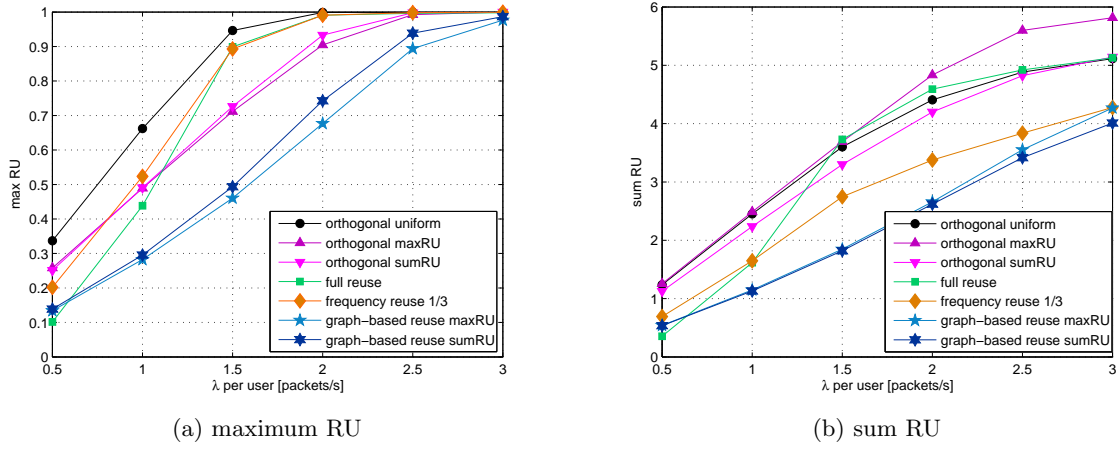 1
0.9
0.8
0.7
0.6
0.5
0.4
0.3
0.2
0.1
0
max RU
0.5 1 1.5 2 2.5 3
λ per user [packets/s]
orthogonal uniform
orthogonal maxRU
orthogonal sumRU
full reuse
frequency reuse 1/3
graph−based reuse maxRU
graph−based reuse sumRU
(a) maximum RU
6
5
4
3
2
1
0
sum RU
0.5 1 1.5 2 2.5 3
λ per user [packets/s]
orthogonal uniform
orthogonal maxRU
orthogonal sumRU
full reuse
frequency reuse 1/3
graph−based reuse maxRU
graph−based reuse sumRU
(b) sum RU